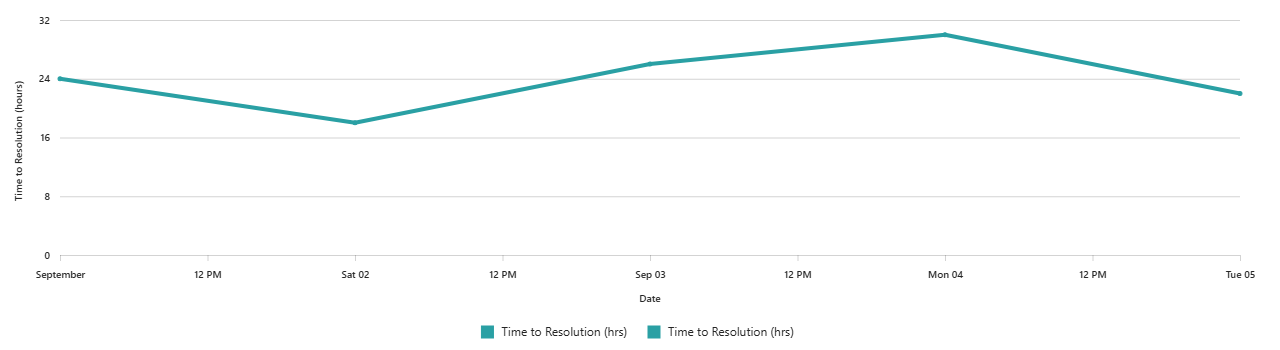 32
24
16
8
0
Time to Resolution (hours)
September 12 PM Sat 02 12 PM Sep 03 12 PM Mon 04 12 PM Tue 05
Date
Time to Resolution (hrs) Time to Resolution (hrs)